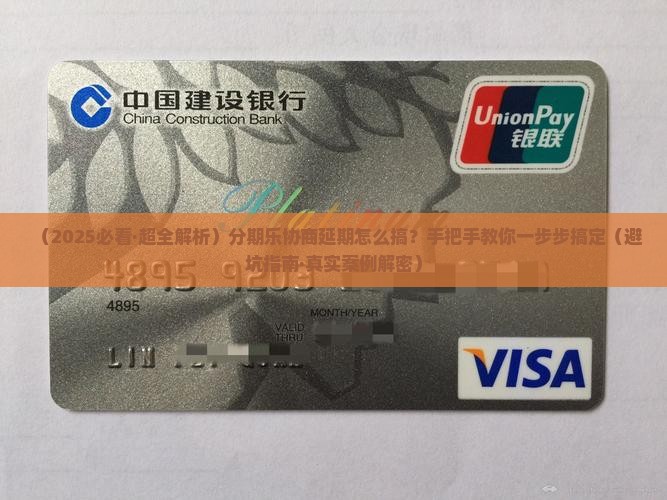 中国建设银行
China Construction Bank
UnionPay
银联
Platinum
（2025必看·超全解析）分期乐协商延期怎么搞？手把手教你一步步搞定（避
坑指南·真实案例解密）
4895
4895
MONTH/YEAR
VALID
THRU
LIN
VISA